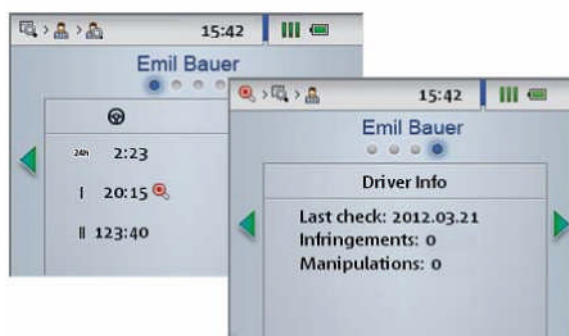 15:42
Emil Bauer
24h 2:23
I 20:15
II 123:40
15:42
Emil Bauer
Driver Info
Last check: 2012.03.21
Infringements: 0
Manipulations: 0